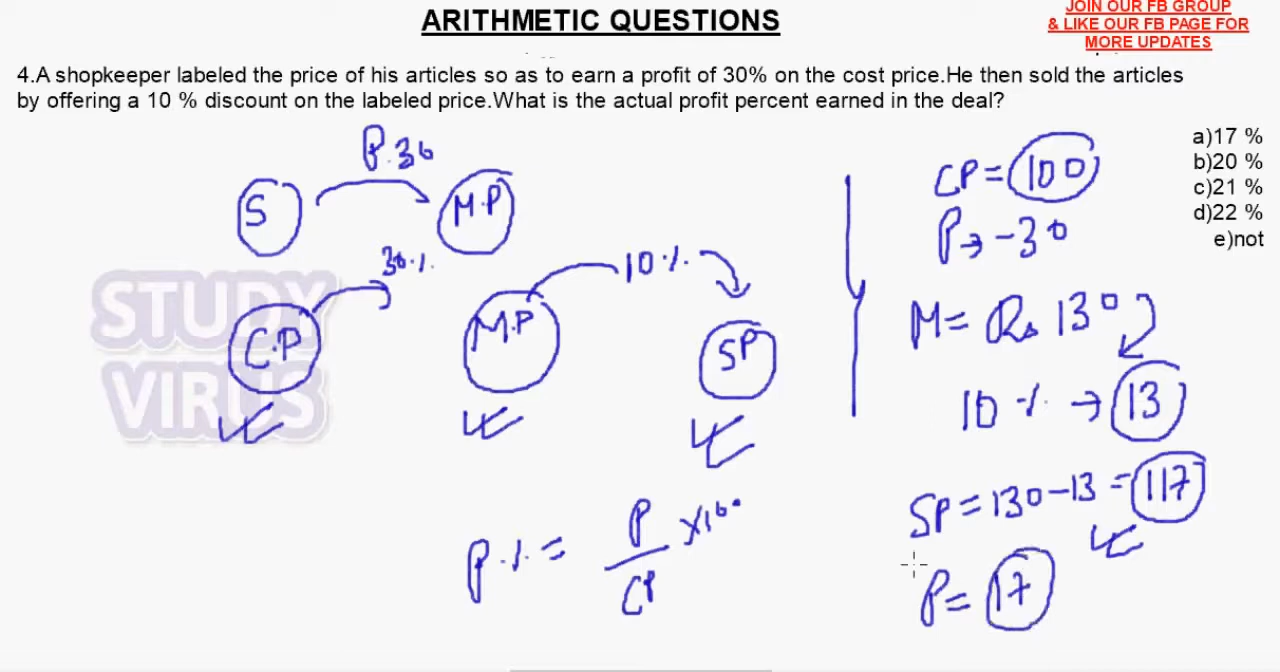 ARITHMETIC QUESTIONS
JOIN OUR FB GROUP
& LIKE OUR FB PAGE FOR
MORE UPDATES
4.A shopkeeper labeled the price of his articles so as to earn a profit of 30% on the cost price.He then sold the articles
by offering a 10 % discount on the labeled price.What is the actual profit percent earned in the deal?
a)17 %
b)20 %
c)21 %
d)22 %
e)not
P.30
S
M.P
30%
C.P
M.P
10%
SP
STUDY
VIRUS
P% = P/CP ×100
CP = 100
P → -30
M = Rs 130
10% → 13
SP = 130-13 = 117
P = 17